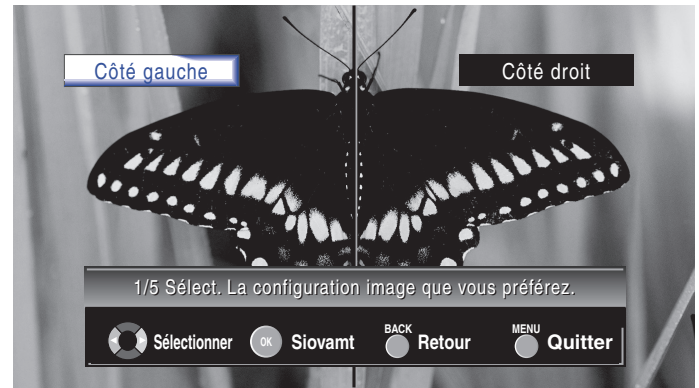 Côté gauche
Côté droit
1/5 Sélect. La configuration image que vous préférez.
Sélectionner
OK
Siovamt
BACK
Retour
MENU
Quitter